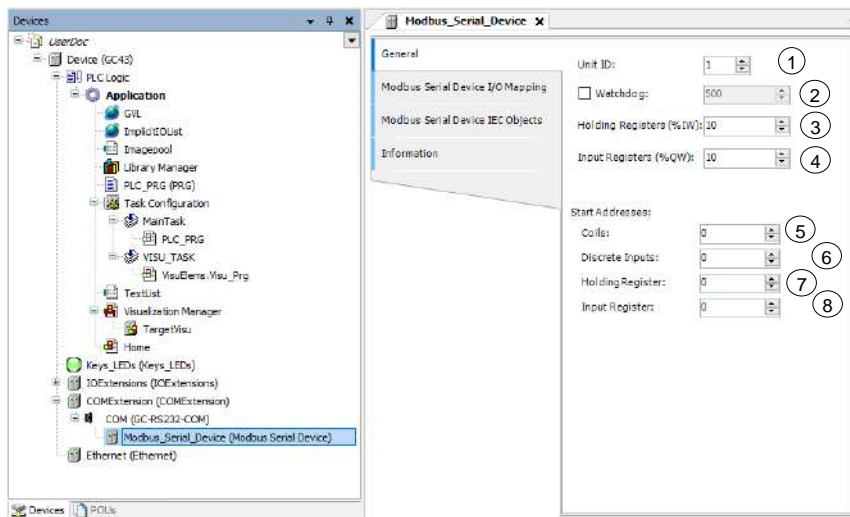 Devices
UserDoc
Device (GC43)
PLC Logic
Application
GVL
ImplicitIOList
Imagepool
Library Manager
PLC_PRG (PRG)
Task Configuration
MainTask
PLC_PRG
VISU_TASK
VisuElems.Visu_Prg
TextList
Visualization Manager
TargetVisu
Home
Keys_LEDs (Keys_LEDs)
IOExtensions (IOExtensions)
COMExtension (COMExtension)
COM (GC-RS232-COM)
Modbus_Serial_Device (Modbus Serial Device)
Ethernet (Ethernet)
Devices POUs
Modbus_Serial_Device
General
Modbus Serial Device I/O Mapping
Modbus Serial Device IEC Objects
Information
Unit ID: 1 1
Watchdog: 500 2
Holding Registers (%IW): 10 3
Input Registers (%QW): 10 4
Start Addresses:
Coils: 0 5
Discrete Inputs: 0 6
Holding Register: 0 7
Input Register: 0 8